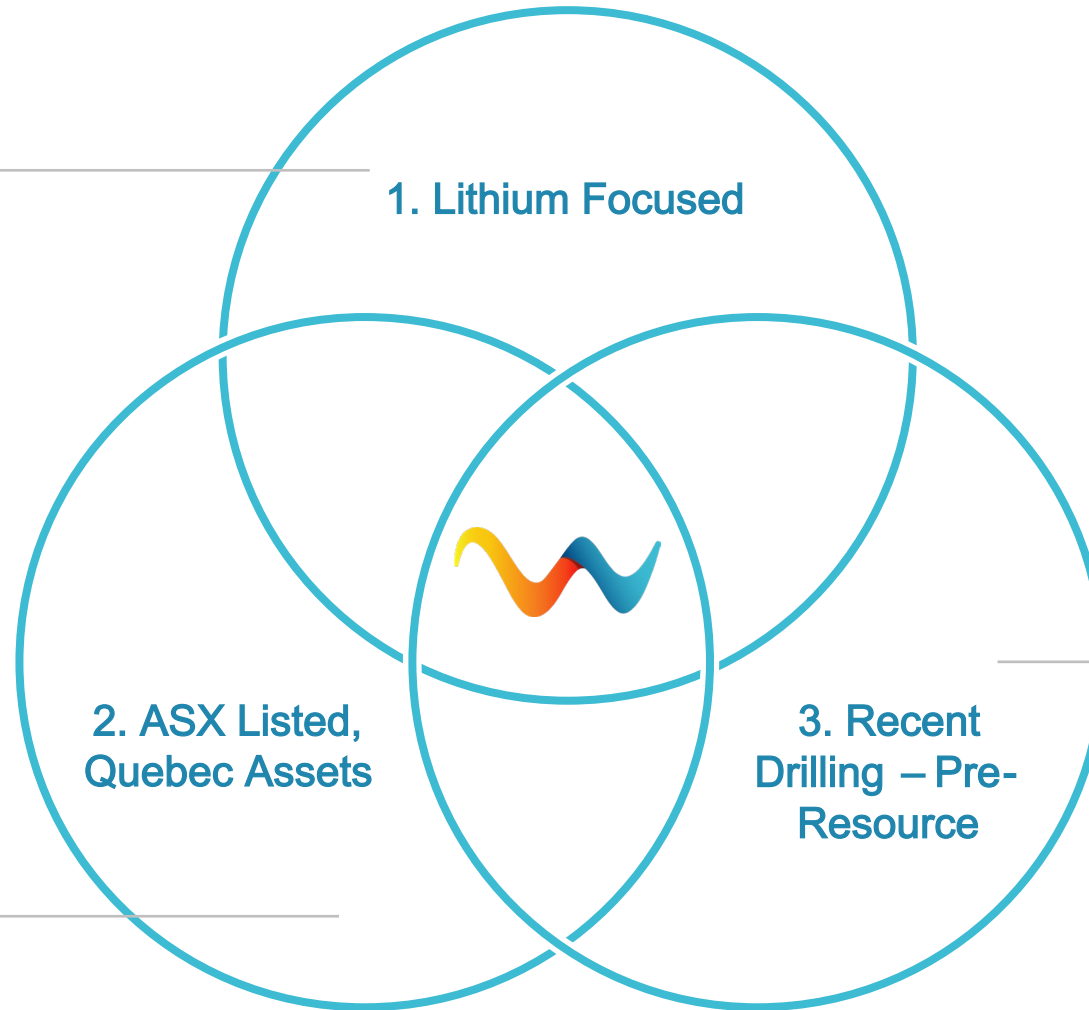 1. Lithium Focused
2. ASX Listed,
Quebec Assets
3. Recent
Drilling – Pre-
Resource